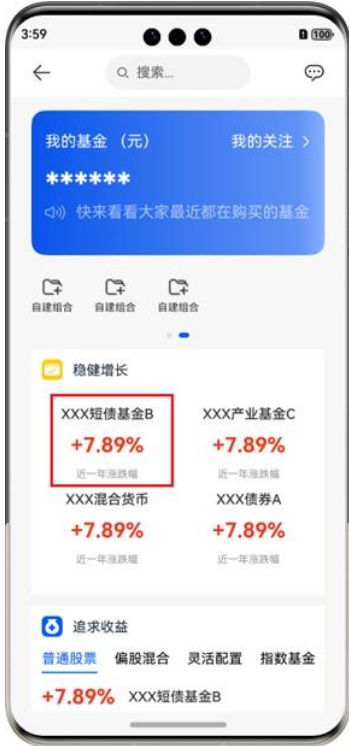 3:59
100
搜索...
我的基金 （元）
我的关注 >
******
快来看看大家最近都在购买的基金
自建组合 自建组合 自建组合
稳健增长
XXX短债基金B XXX产业基金C
+7.89% +7.89%
近一年涨跌幅 近一年涨跌幅
XXX混合货币 XXX债券A
+7.89% +7.89%
近一年涨跌幅 近一年涨跌幅
追求收益
普通股票 偏股混合 灵活配置 指数基金
+7.89% XXX短债基金B